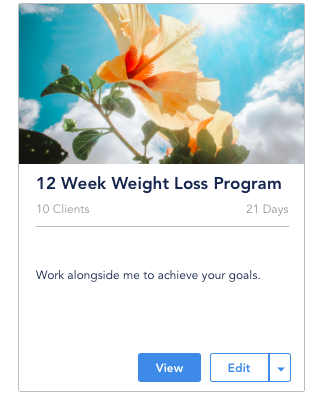 12 Week Weight Loss Program
10 Clients 21 Days
Work alongside me to achieve your goals.
View Edit